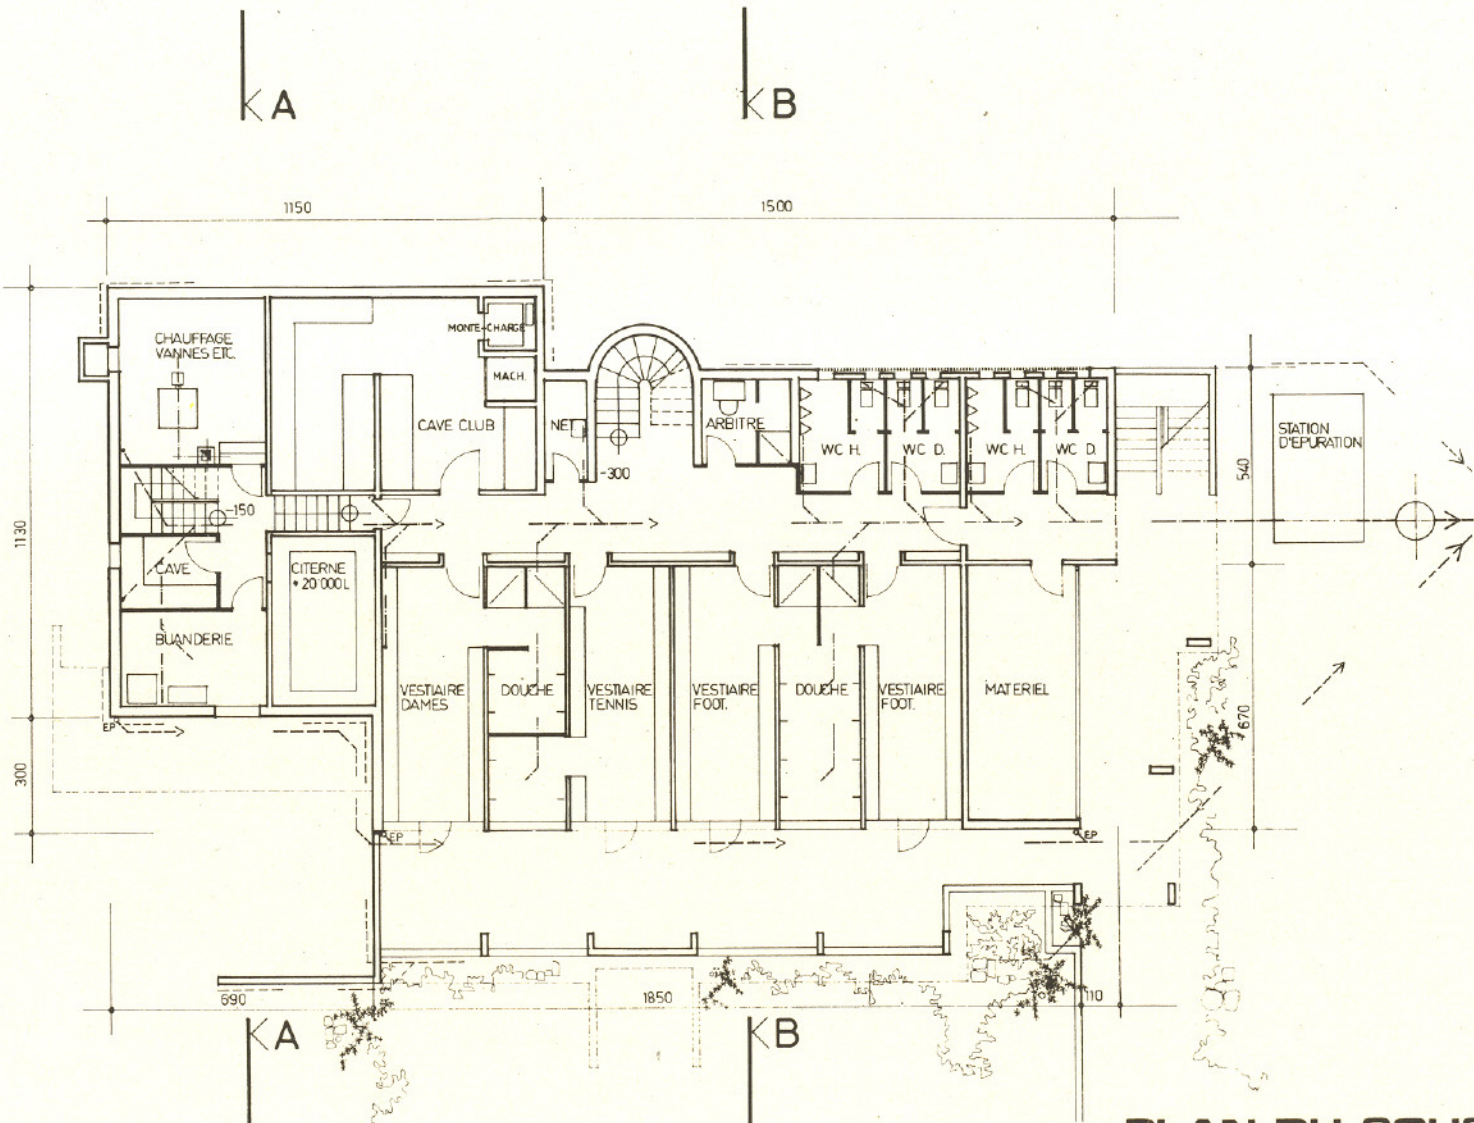 A
B
1150
1500
CHAUFFAGE
VANNES ETC.
MONTE-CHARGE
MACH.
CAVE CLUB
NET.
ARBITRE
WC H.
WC D.
WC H.
WC D.
STATION
D'EPURATION
-300
-150
540
1130
CAVE
CITERNE
* 20'000L
BUANDERIE
VESTIAIRE
DAMES
DOUCHE
VESTIAIRE
TENNIS
VESTIAIRE
FOOT.
DOUCHE
VESTIAIRE
FOOT.
MATERIEL
670
EP
300
EP
EP
690
1850
110
A
B